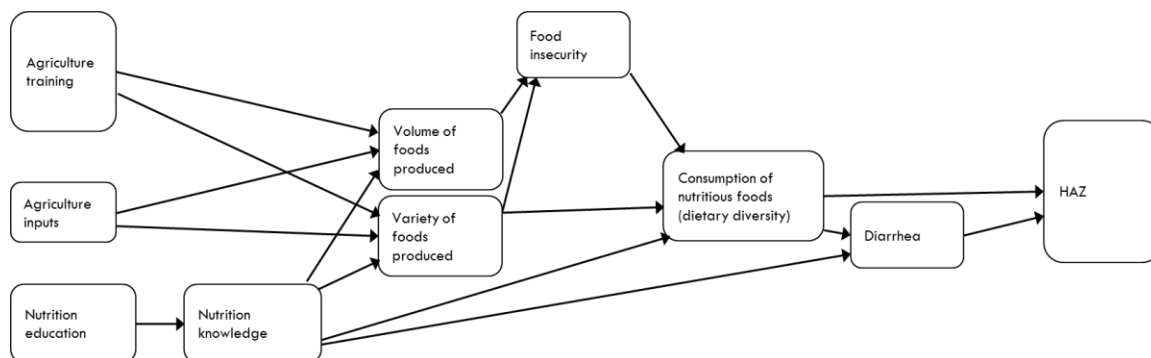 Agriculture
training
Agriculture
inputs
Nutrition
education
Nutrition
knowledge
Volume of
foods
produced
Variety of
foods
produced
Food
insecurity
Consumption of
nutritious foods
(dietary diversity)
Diarrhea
HAZ